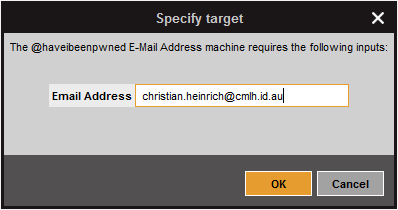 Specify target
The @haveibeenpwned E-Mail Address machine requires the following inputs:
Email Address christian.heinrich@cmlh.id.au
OK Cancel